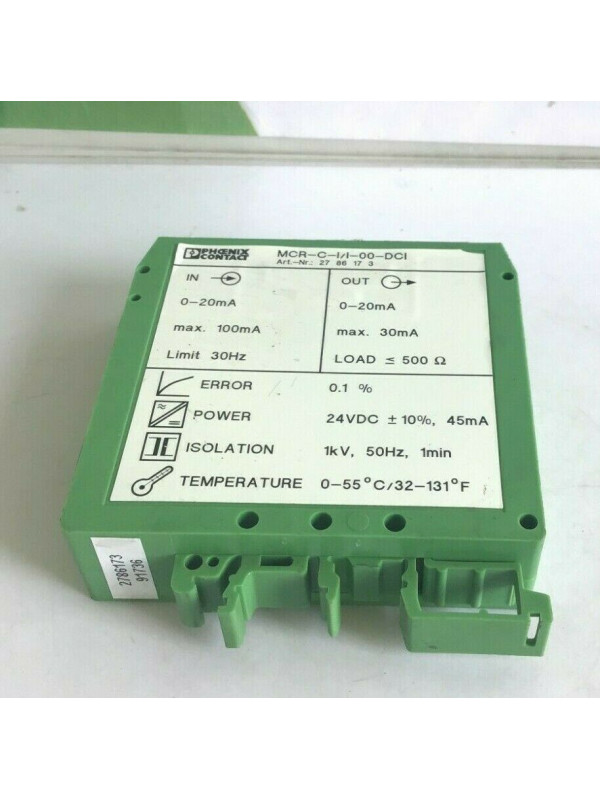 PHŒNIX
CONTACT
MCR-C-I/I-00-DCI
Art.-Nr.: 27 86 17 3
IN
0-20mA
max. 100mA
Limit 30Hz
OUT
0-20mA
max. 30mA
LOAD ≤ 500 Ω
ERROR 0.1 %
POWER 24VDC ±10%, 45mA
ISOLATION 1kV, 50Hz, 1min
TEMPERATURE 0-55°C/32-131°F
2786173
91736